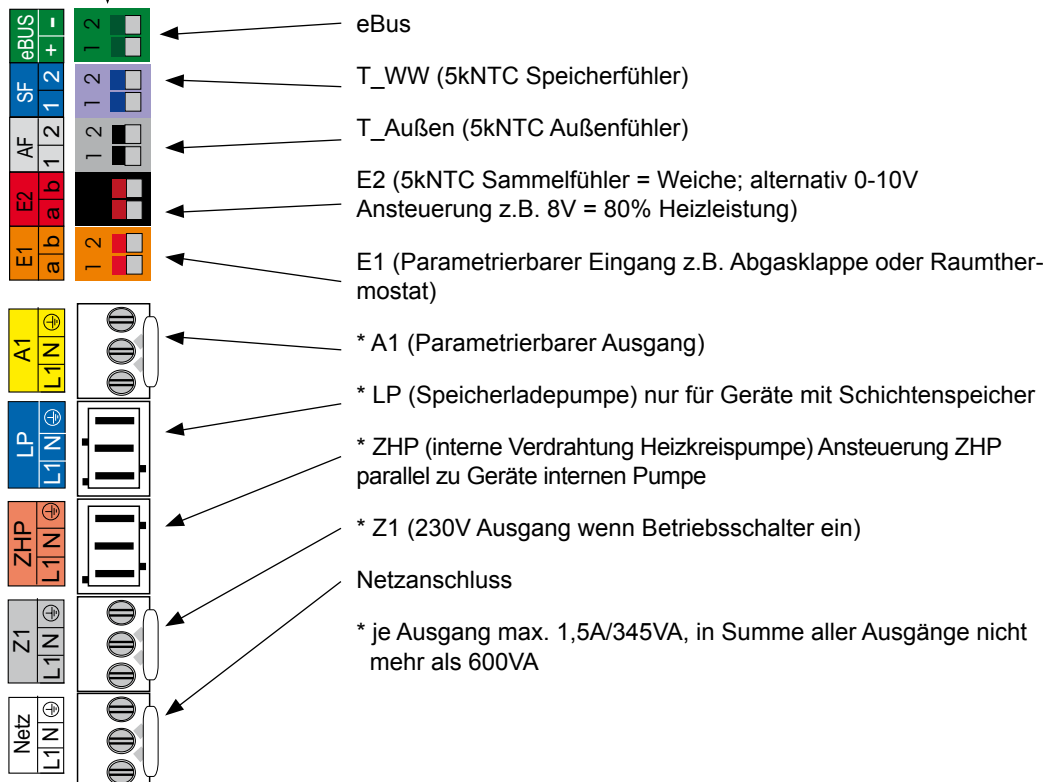 eBUS
+ -
1 2
eBus
SF
1 2
1 2
T_WW (5kNTC Speicherfühler)
AF
1 2
1 2
T_Außen (5kNTC Außenfühler)
E2
a b
E2 (5kNTC Sammelfühler = Weiche; alternativ 0-10V
Ansteuerung z.B. 8V = 80% Heizleistung)
E1
a b
1 2
E1 (Parametrierbarer Eingang z.B. Abgasklappe oder Raumther-
mostat)
A1
L1 N ⏚
* A1 (Parametrierbarer Ausgang)
LP
L1 N ⏚
* LP (Speicherladepumpe) nur für Geräte mit Schichtenspeicher
ZHP
L1 N ⏚
* ZHP (interne Verdrahtung Heizkreispumpe) Ansteuerung ZHP
parallel zu Geräte internen Pumpe
Z1
L1 N ⏚
* Z1 (230V Ausgang wenn Betriebsschalter ein)
Netz
L1 N ⏚
Netzanschluss
* je Ausgang max. 1,5A/345VA, in Summe aller Ausgänge nicht
mehr als 600VA